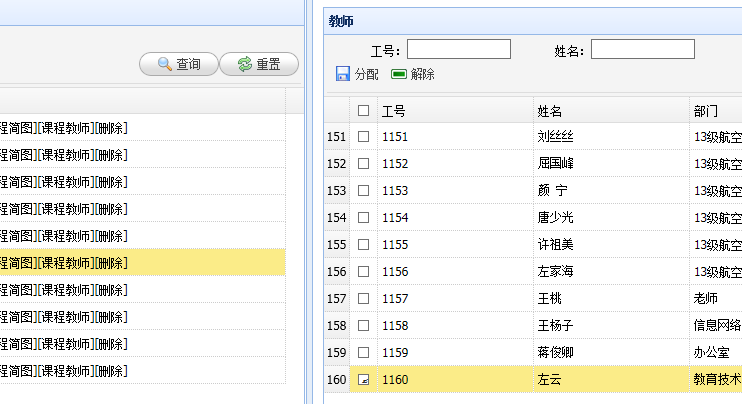 查询 重置
程简图][课程教师][删除]
程简图][课程教师][删除]
程简图][课程教师][删除]
程简图][课程教师][删除]
程简图][课程教师][删除]
程简图][课程教师][删除]
程简图][课程教师][删除]
程简图][课程教师][删除]
程简图][课程教师][删除]
程简图][课程教师][删除]
教师
工号: 姓名:
分配 解除
工号 姓名 部门
151 1151 刘丝丝 13级航空
152 1152 屈国峰 13级航空
153 1153 颜 宁 13级航空
154 1154 唐少光 13级航空
155 1155 许祖美 13级航空
156 1156 左家海 13级航空
157 1157 王桃 老师
158 1158 王杨子 信息网络
159 1159 蒋俊卿 办公室
160 1160 左云 教育技术